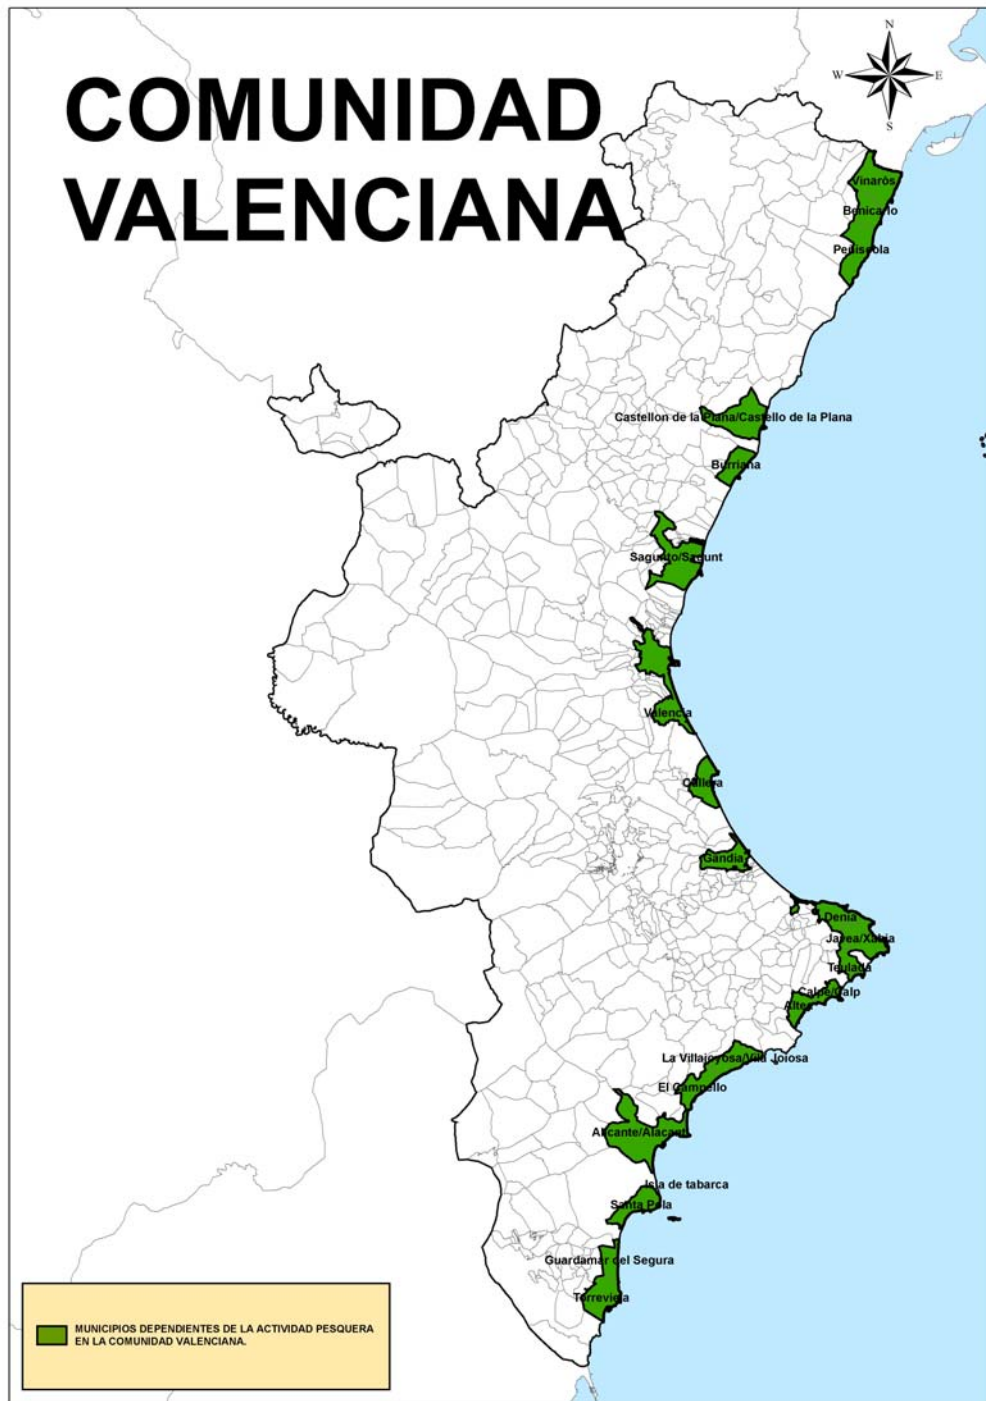 COMUNIDAD
VALENCIANA
N
W
E
S
Vinaròs
Benicarlo
Peñiscola
Castellon de la Plana/Castello de la Plana
Burriana
Sagunto/Sagunt
Valencia
Cullera
Gandia
Denia
Javea/Xabia
Teulada
Calpe/Calp
Altea
La Villajoyosa/Vila Joiosa
El Campello
Alicante/Alacant
Isla de tabarca
Santa Pola
Guardamar del Segura
Torrevieja
MUNICIPIOS DEPENDIENTES DE LA ACTIVIDAD PESQUERA
EN LA COMUNIDAD VALENCIANA.